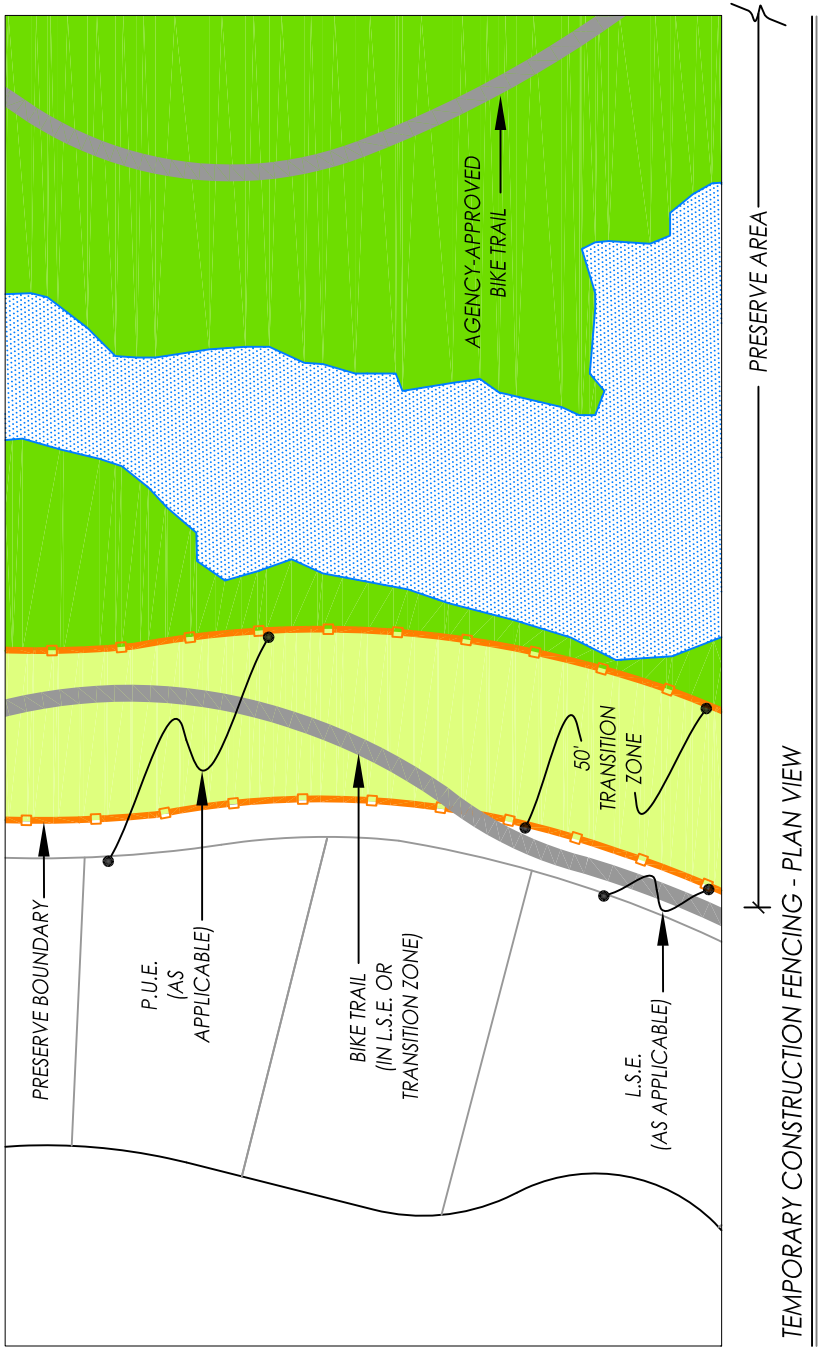 AGENCY-APPROVED
BIKE TRAIL
PRESERVE AREA
50'
TRANSITION
ZONE
PRESERVE BOUNDARY
P.U.E.
(AS
APPLICABLE)
BIKE TRAIL
(IN L.S.E. OR
TRANSITION ZONE)
L.S.E.
(AS APPLICABLE)
TEMPORARY CONSTRUCTION FENCING - PLAN VIEW